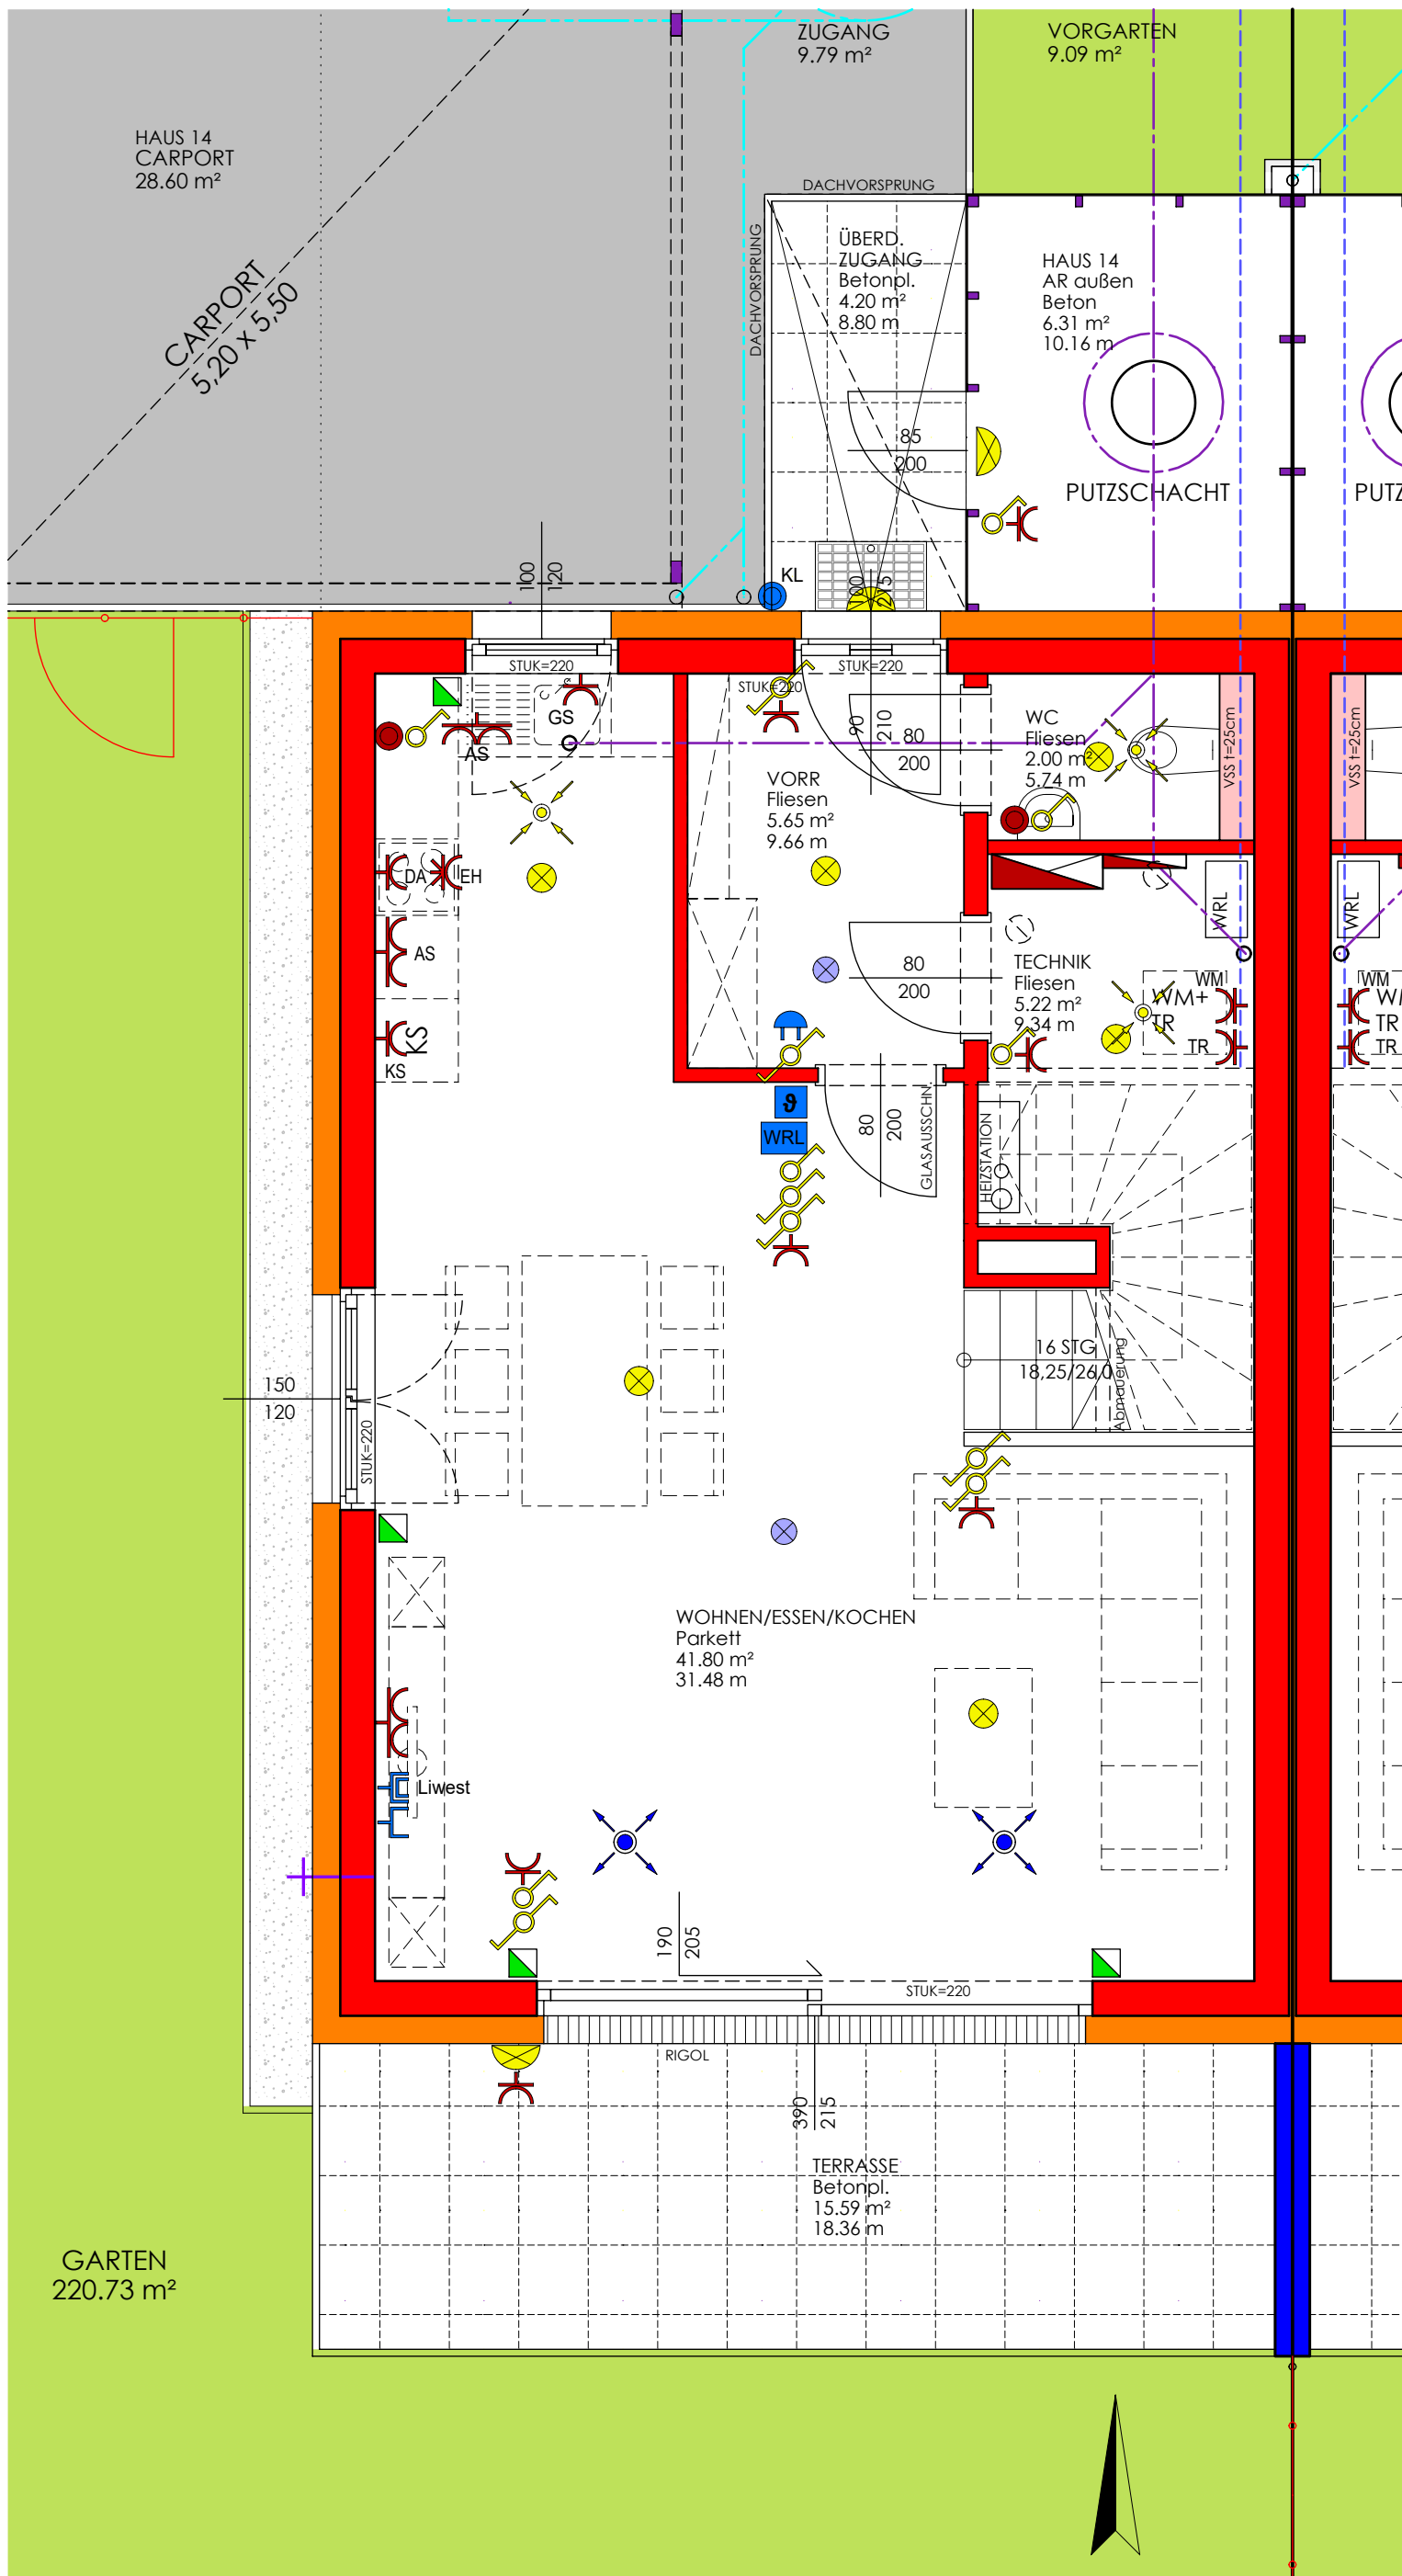 ZUGANG
9.79 m²
VORGARTEN
9.09 m²
HAUS 14
CARPORT
28.60 m²
CARPORT
5,20 x 5,50
DACHVORSPRUNG
DACHVORSPRUNG
ÜBERD.
ZUGANG
Betonpl.
4.20 m²
8.80 m
HAUS 14
AR außen
Beton
6.31 m²
10.16 m
85
200
PUTZSCHACHT
PUTZ
100
120
KL
215
STUK=220
STUK=220
STUK=220
GS
AS
90
210
80
200
WC
Fliesen
2.00 m²
5.74 m
VSS t=25cm
VSS t=25cm
VORR
Fliesen
5.65 m²
9.66 m
DA
EH
AS
KS
KS
WRL
WRL
80
200
TECHNIK
Fliesen
5.22 m²
9.34 m
WM
WM+
TR
TR
WM
TR
TR
ϑ
WRL
80
200
GLASAUSSCHN
HEIZSTATION
16 STG
18,25/26,0
Abmauerung
150
120
STUK=220
WOHNEN/ESSEN/KOCHEN
Parkett
41.80 m²
31.48 m
Liwest
190
205
STUK=220
RIGOL
390
215
TERRASSE
Betonpl.
15.59 m²
18.36 m
GARTEN
220.73 m²